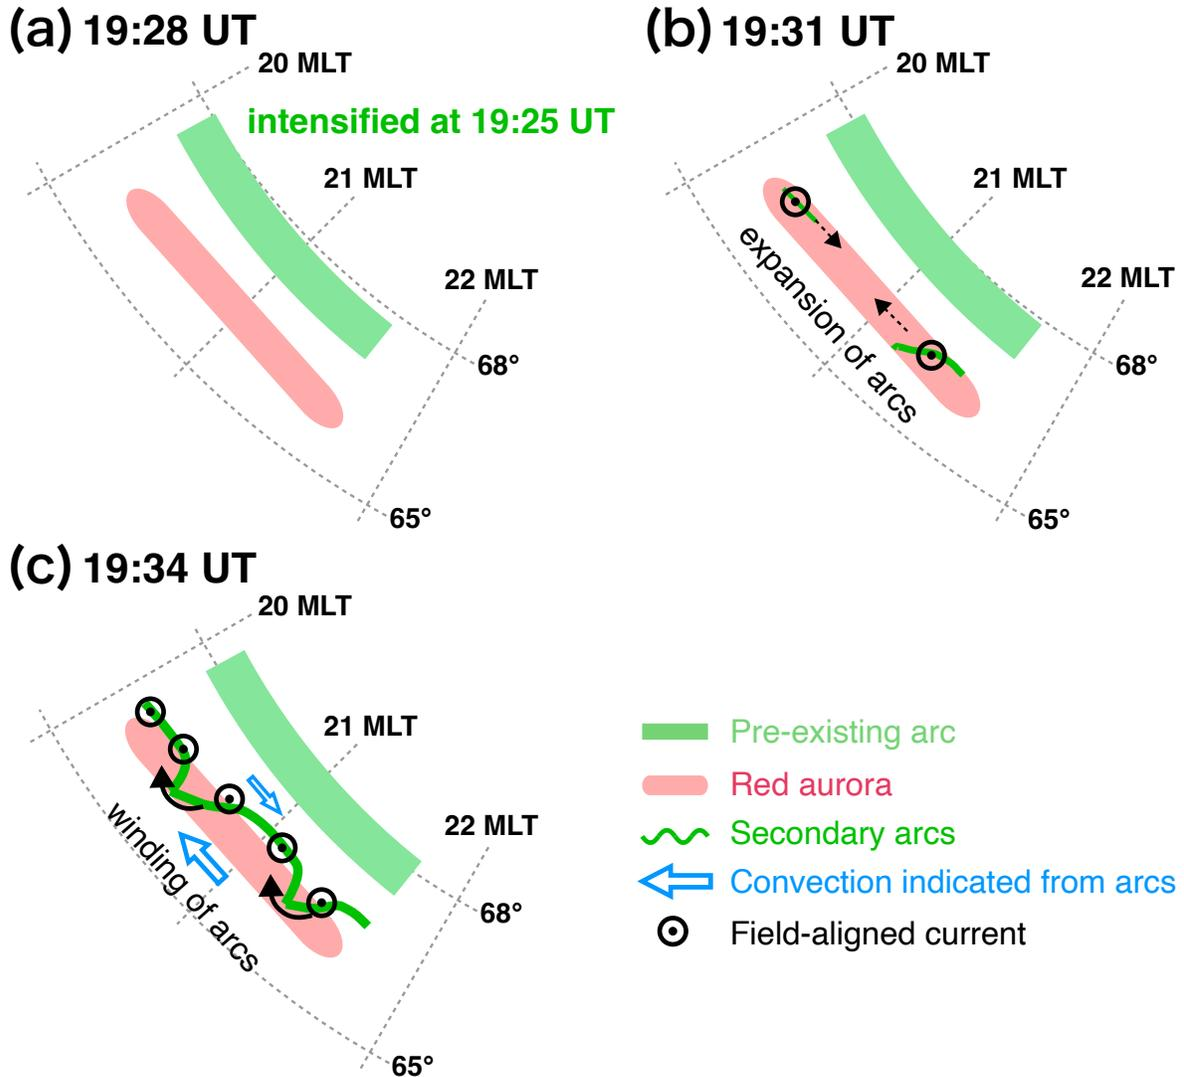 (a) 19:28 UT
20 MLT
intensified at 19:25 UT
21 MLT
22 MLT
68°
65°
(b) 19:31 UT
20 MLT
21 MLT
22 MLT
expansion of arcs
68°
65°
(c) 19:34 UT
20 MLT
21 MLT
22 MLT
winding of arcs
68°
65°
Pre-existing arc
Red aurora
Secondary arcs
Convection indicated from arcs
Field-aligned current